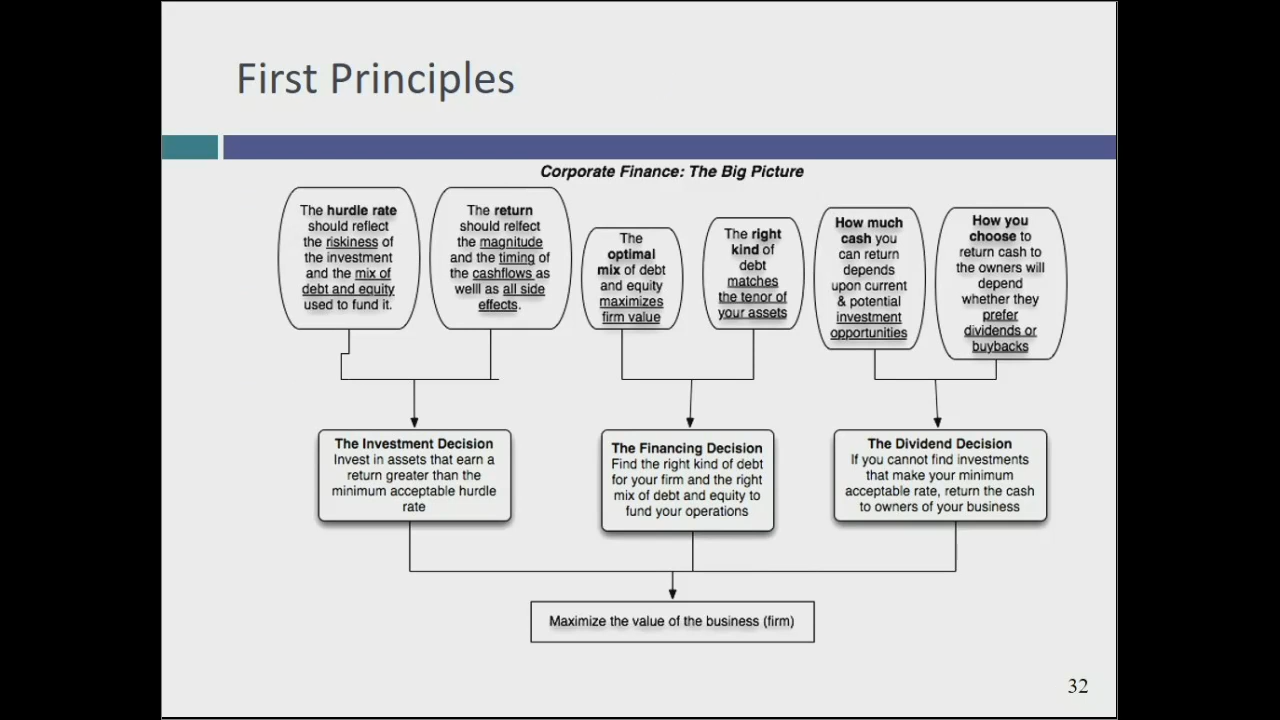 First Principles
Corporate Finance: The Big Picture
The hurdle rate
should reflect
the riskiness of
the investment
and the mix of
debt and equity
used to fund it.
The return
should relfect
the magnitude
and the timing of
the cashflows as
welll as all side
effects.
The
optimal
mix of debt
and equity
maximizes
firm value
The right
kind of
debt
matches
the tenor of
your assets
How much
cash you
can return
depends
upon current
& potential
investment
opportunities
How you
choose to
return cash to
the owners will
depend
whether they
prefer
dividends or
buybacks
The Investment Decision
Invest in assets that earn a
return greater than the
minimum acceptable hurdle
rate
The Financing Decision
Find the right kind of debt
for your firm and the right
mix of debt and equity to
fund your operations
The Dividend Decision
If you cannot find investments
that make your minimum
acceptable rate, return the cash
to owners of your business
Maximize the value of the business (firm)
32